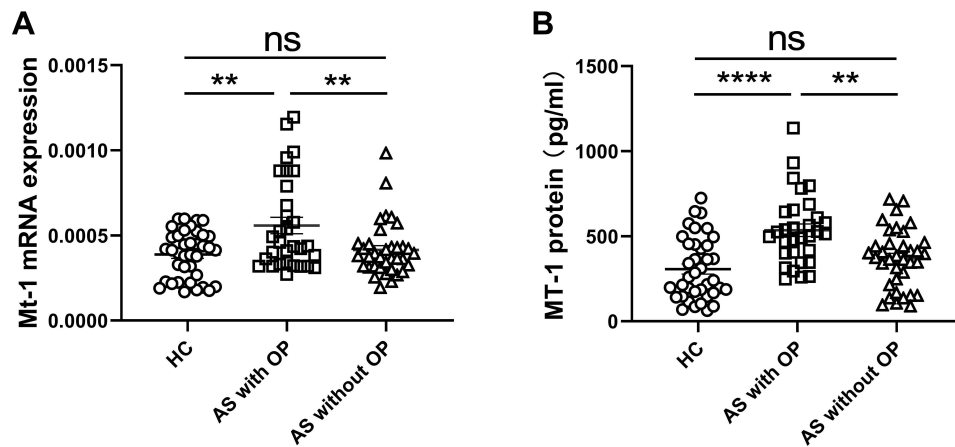 A
ns
**
**
Mt-1 mRNA expression
0.0015
0.0010
0.0005
0.0000
HC
AS with OP
AS without OP
B
ns
****
**
MT-1 protein（pg/ml）
1500
1000
500
0
HC
AS with OP
AS without OP